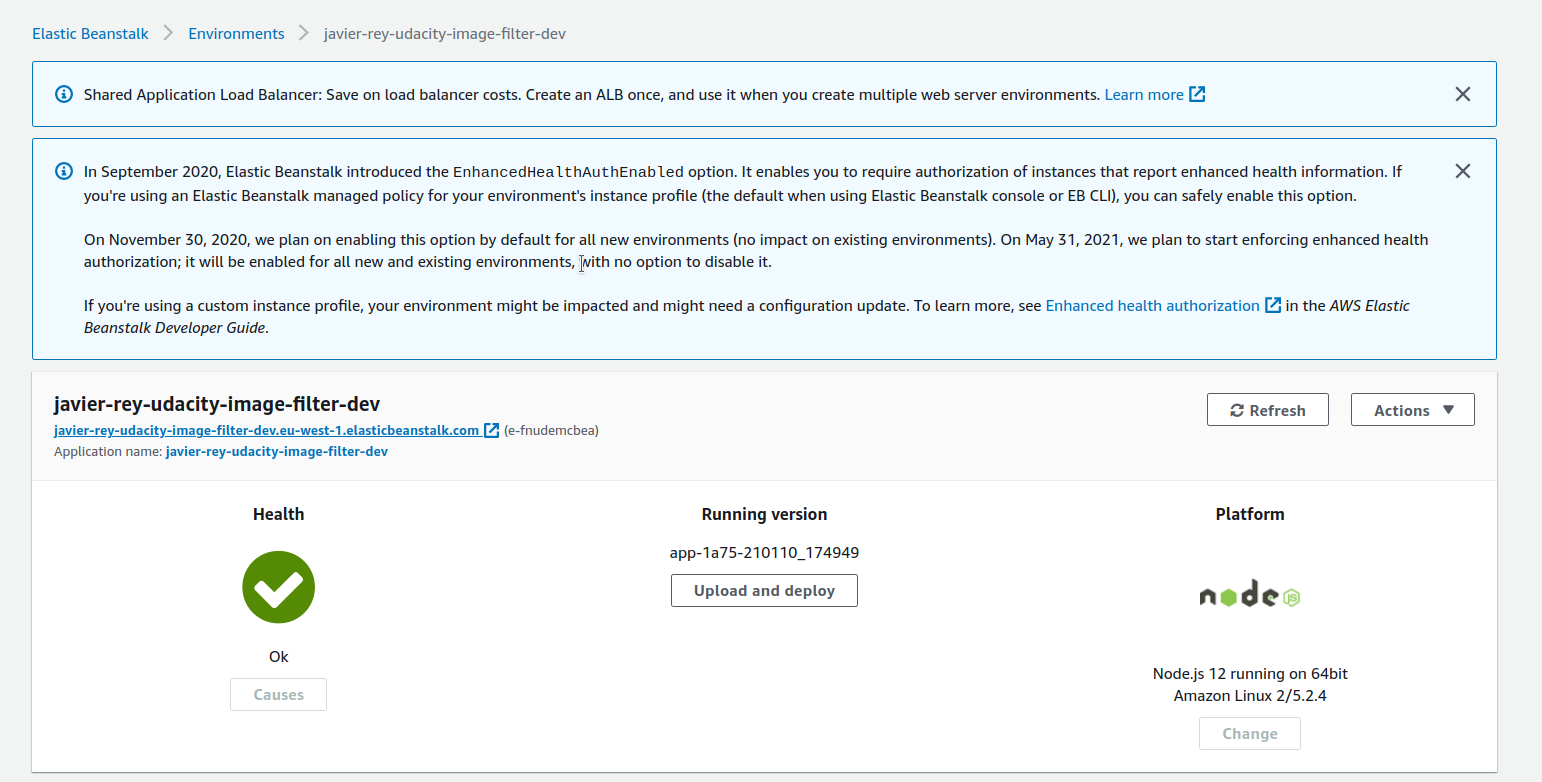 Elastic Beanstalk > Environments > javier-rey-udacity-image-filter-dev
Shared Application Load Balancer: Save on load balancer costs. Create an ALB once, and use it when you create multiple web server environments. Learn more
In September 2020, Elastic Beanstalk introduced the EnhancedHealthAuthEnabled option. It enables you to require authorization of instances that report enhanced health information. If
you're using an Elastic Beanstalk managed policy for your environment's instance profile (the default when using Elastic Beanstalk console or EB CLI), you can safely enable this option.
On November 30, 2020, we plan on enabling this option by default for all new environments (no impact on existing environments). On May 31, 2021, we plan to start enforcing enhanced health
authorization; it will be enabled for all new and existing environments, with no option to disable it.
If you're using a custom instance profile, your environment might be impacted and might need a configuration update. To learn more, see Enhanced health authorization in the AWS Elastic
Beanstalk Developer Guide.
javier-rey-udacity-image-filter-dev
Refresh
Actions
javier-rey-udacity-image-filter-dev.eu-west-1.elasticbeanstalk.com (e-fnudemcbea)
Application name: javier-rey-udacity-image-filter-dev
Health
Ok
Causes
Running version
app-1a75-210110_174949
Upload and deploy
Platform
node JS
Node.js 12 running on 64bit
Amazon Linux 2/5.2.4
Change